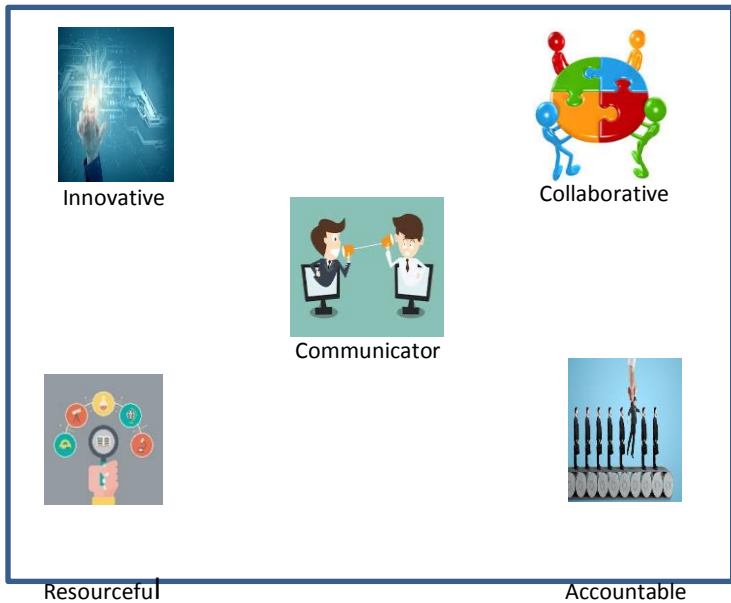 Innovative
Collaborative
Communicator
Resourceful
Accountable